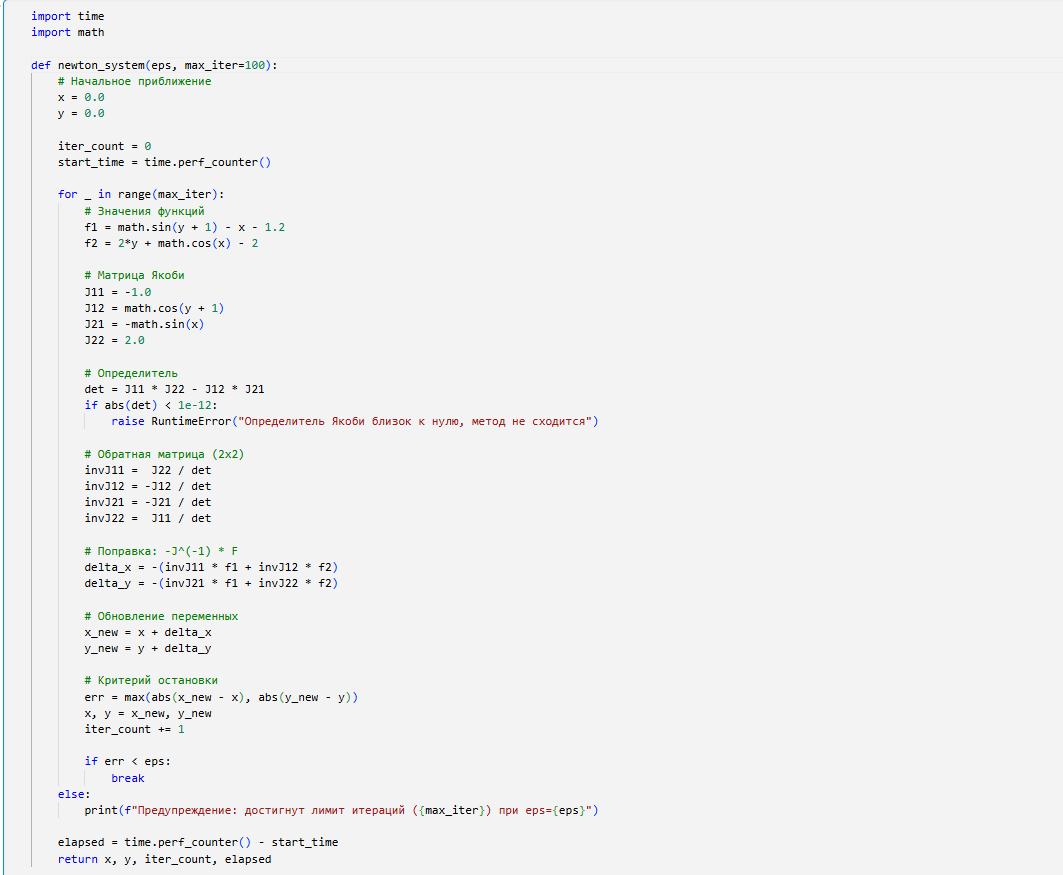 import time
import math
def newton_system(eps, max_iter=100):
# Начальное приближение
x = 0.0
y = 0.0
iter_count = 0
start_time = time.perf_counter()
for _ in range(max_iter):
# Значения функций
f1 = math.sin(y + 1) - x - 1.2
f2 = 2*y + math.cos(x) - 2
# Матрица Якоби
J11 = -1.0
J12 = math.cos(y + 1)
J21 = -math.sin(x)
J22 = 2.0
# Определитель
det = J11 * J22 - J12 * J21
if abs(det) < 1e-12:
raise RuntimeError("Определитель Якоби близок к нулю, метод не сходится")
# Обратная матрица (2x2)
invJ11 =  J22 / det
invJ12 = -J12 / det
invJ21 = -J21 / det
invJ22 =  J11 / det
# Поправка: -J^(-1) * F
delta_x = -(invJ11 * f1 + invJ12 * f2)
delta_y = -(invJ21 * f1 + invJ22 * f2)
# Обновление переменных
x_new = x + delta_x
y_new = y + delta_y
# Критерий остановки
err = max(abs(x_new - x), abs(y_new - y))
x, y = x_new, y_new
iter_count += 1
if err < eps:
break
else:
print(f"Предупреждение: достигнут лимит итераций ({max_iter}) при eps={eps}")
elapsed = time.perf_counter() - start_time
return x, y, iter_count, elapsed